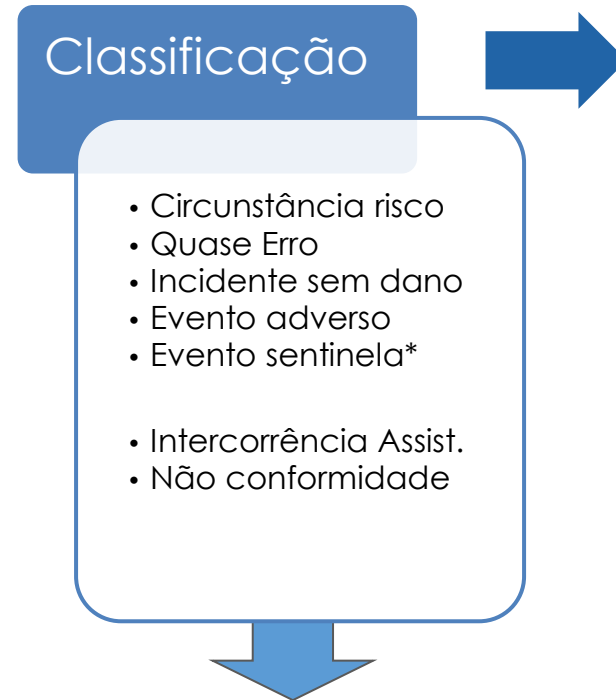 Classificação
• Circunstância risco
• Quase Erro
• Incidente sem dano
• Evento adverso
• Evento sentinela*
• Intercorrência Assist.
• Não conformidade